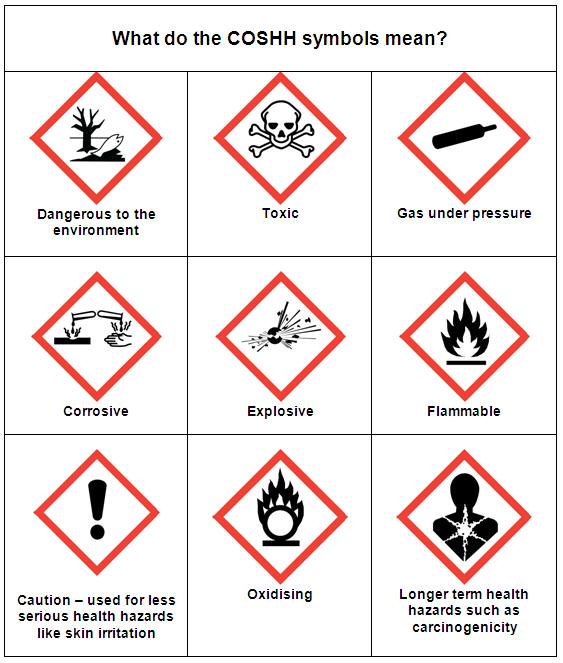 What do the COSHH symbols mean?
Dangerous to the
environment
Toxic
Gas under pressure
Corrosive
Explosive
Flammable
Caution – used for less
serious health hazards
like skin irritation
Oxidising
Longer term health
hazards such as
carcinogenicity